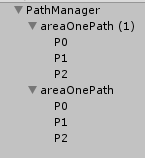 PathManager
areaOnePath (1)
P0
P1
P2
areaOnePath
P0
P1
P2